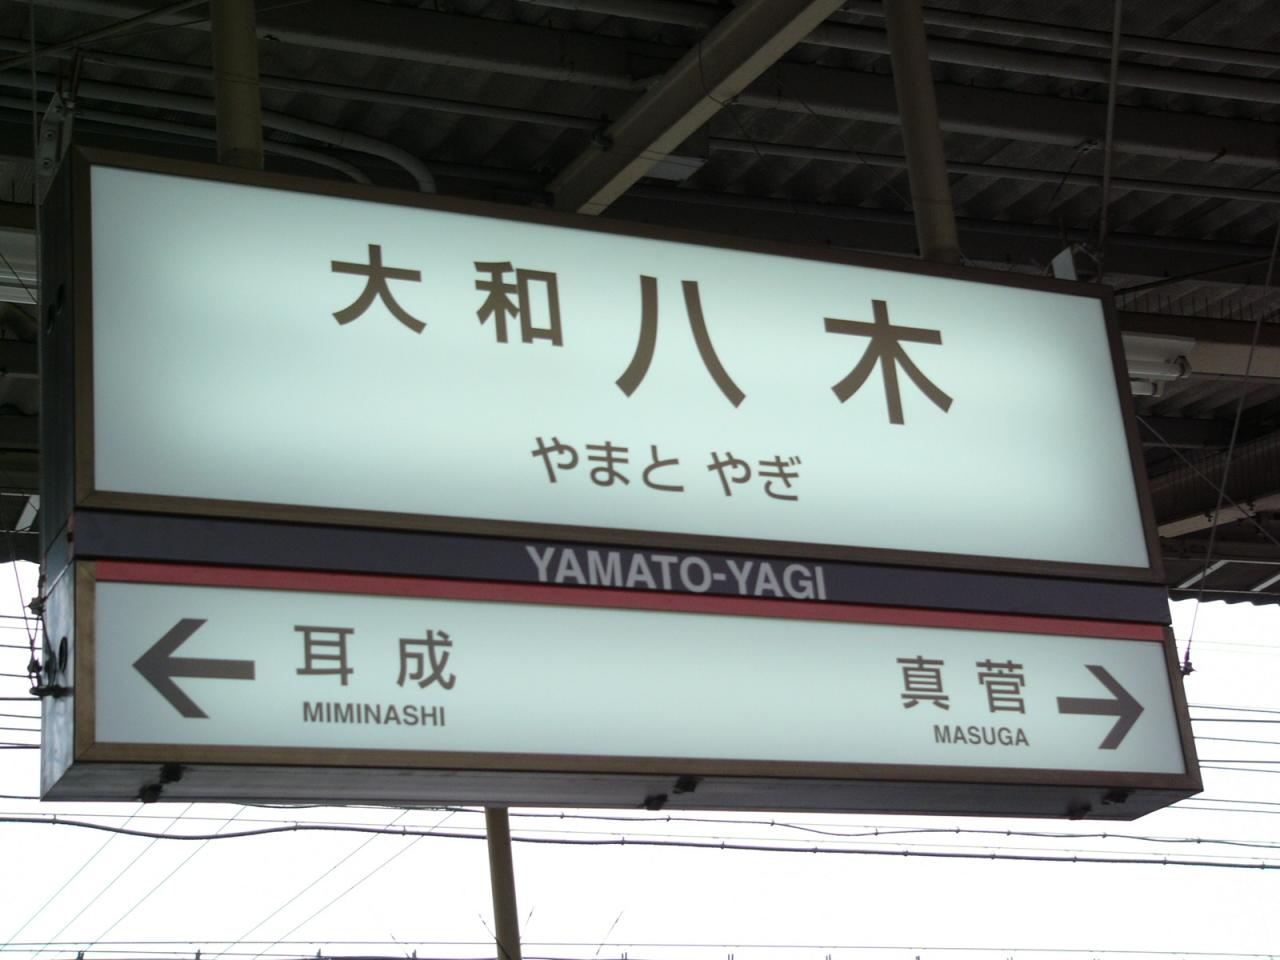 大和八木
やまと やぎ
YAMATO-YAGI
← 耳成
MIMINASHI
真菅 →
MASUGA